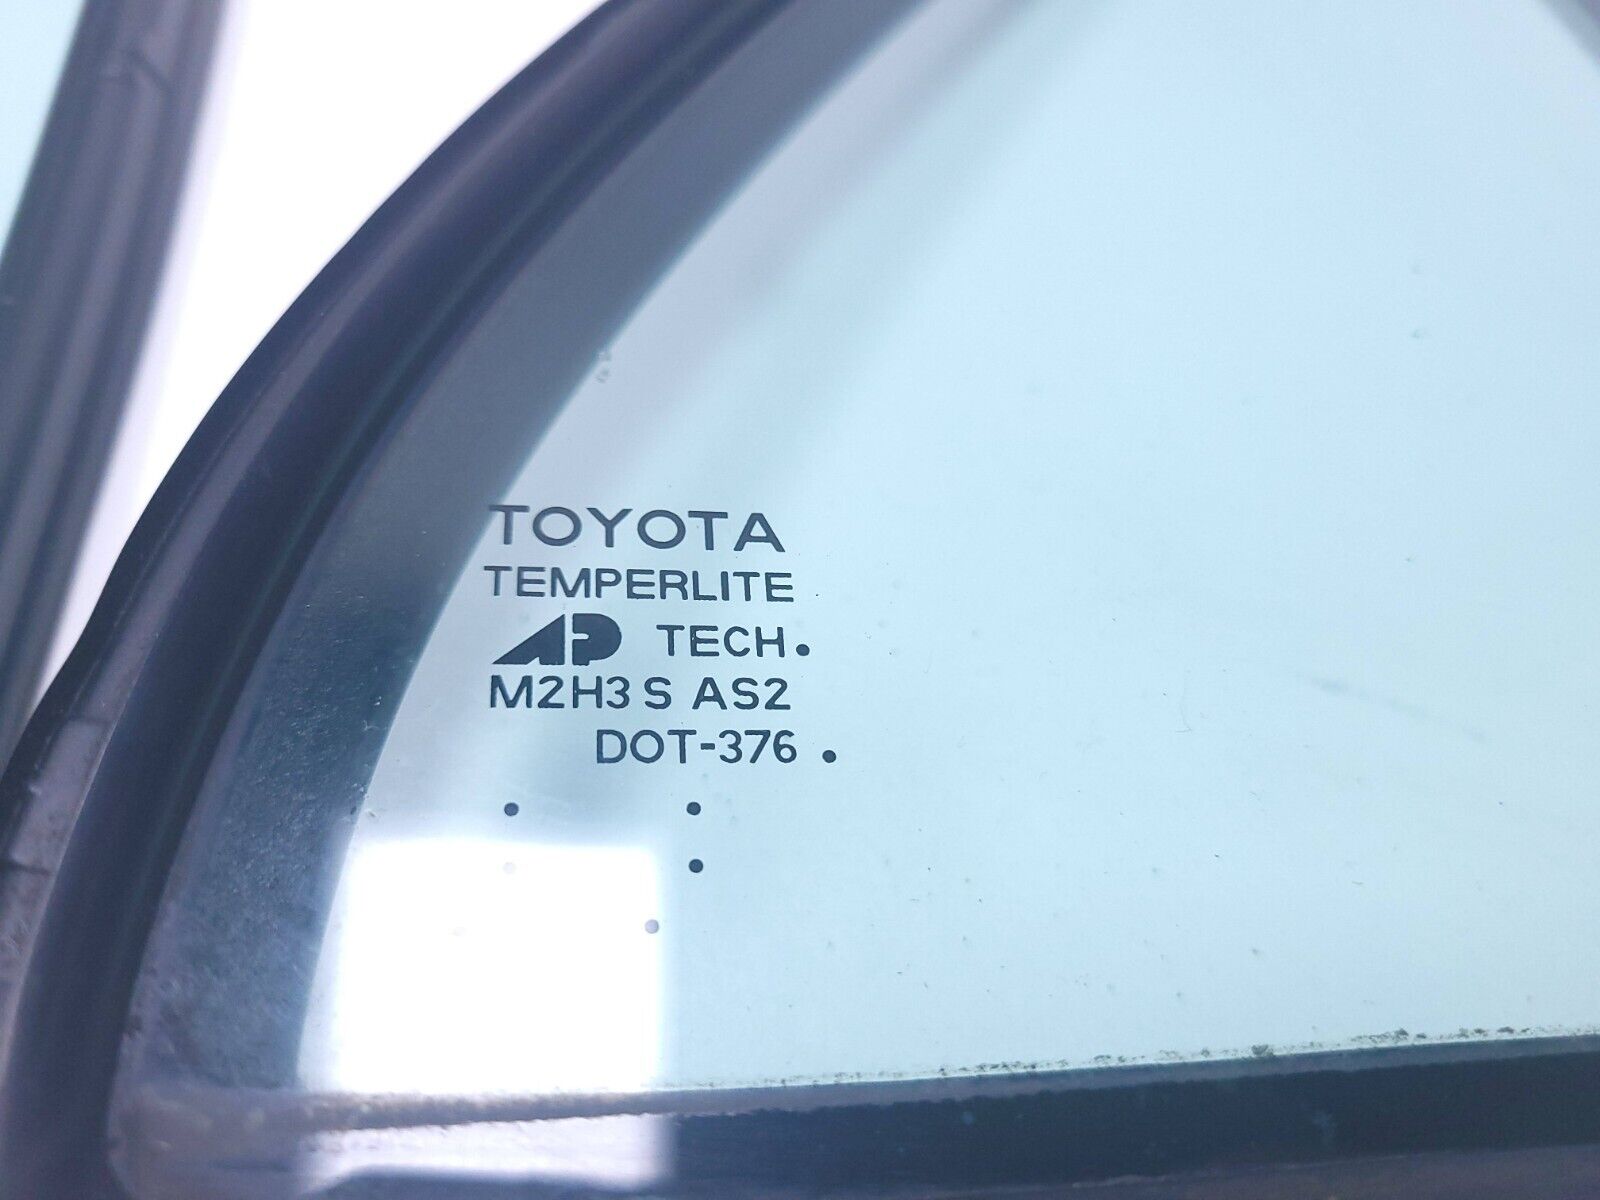 TOYOTA
TEMPERLITE
AP TECH.
M2H3 S AS2
DOT-376 .